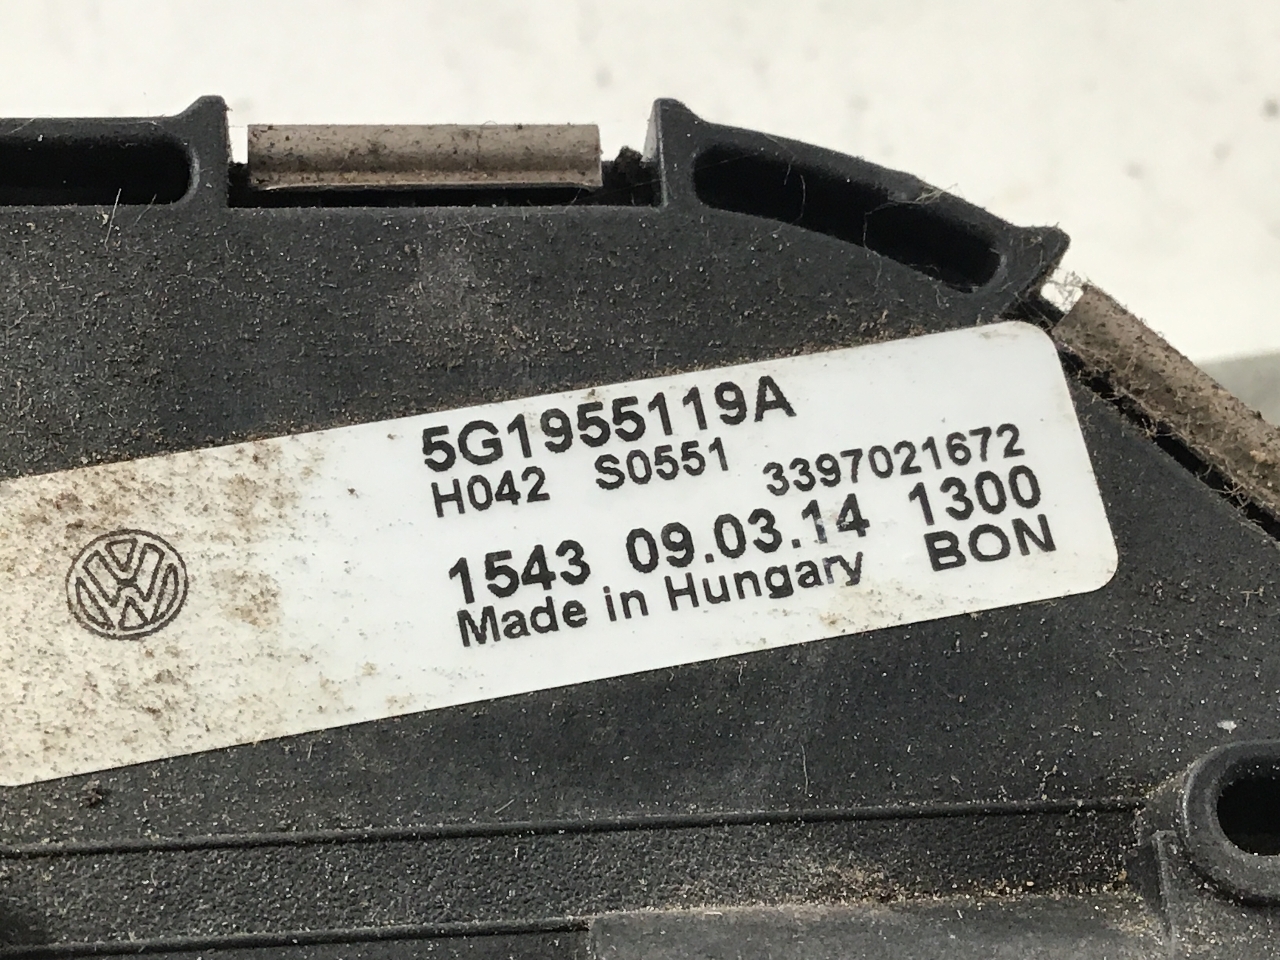 5G1955119A
H042 S0551 3397021672
1543 09.03.14 1300
Made in Hungary BON